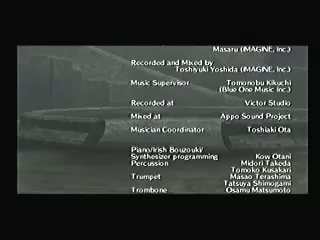 Masaru (IMAGINE, Inc.)
Recorded and Mixed by
Toshiyuki Yoshida (IMAGINE, Inc.)
Music Supervisor Tomonobu Kikuchi
(Blue One Music Inc.)
Recorded at Victor Studio
Mixed at Appo Sound Project
Musician Coordinator Toshiaki Ota
Piano/Irish Bouzouki/
Synthesizer programming Kow Otani
Percussion Midori Takeda
Tomoko Kusakari
Trumpet Masao Terashima
Tatsuya Shimogami
Trombone Osamu Matsumoto